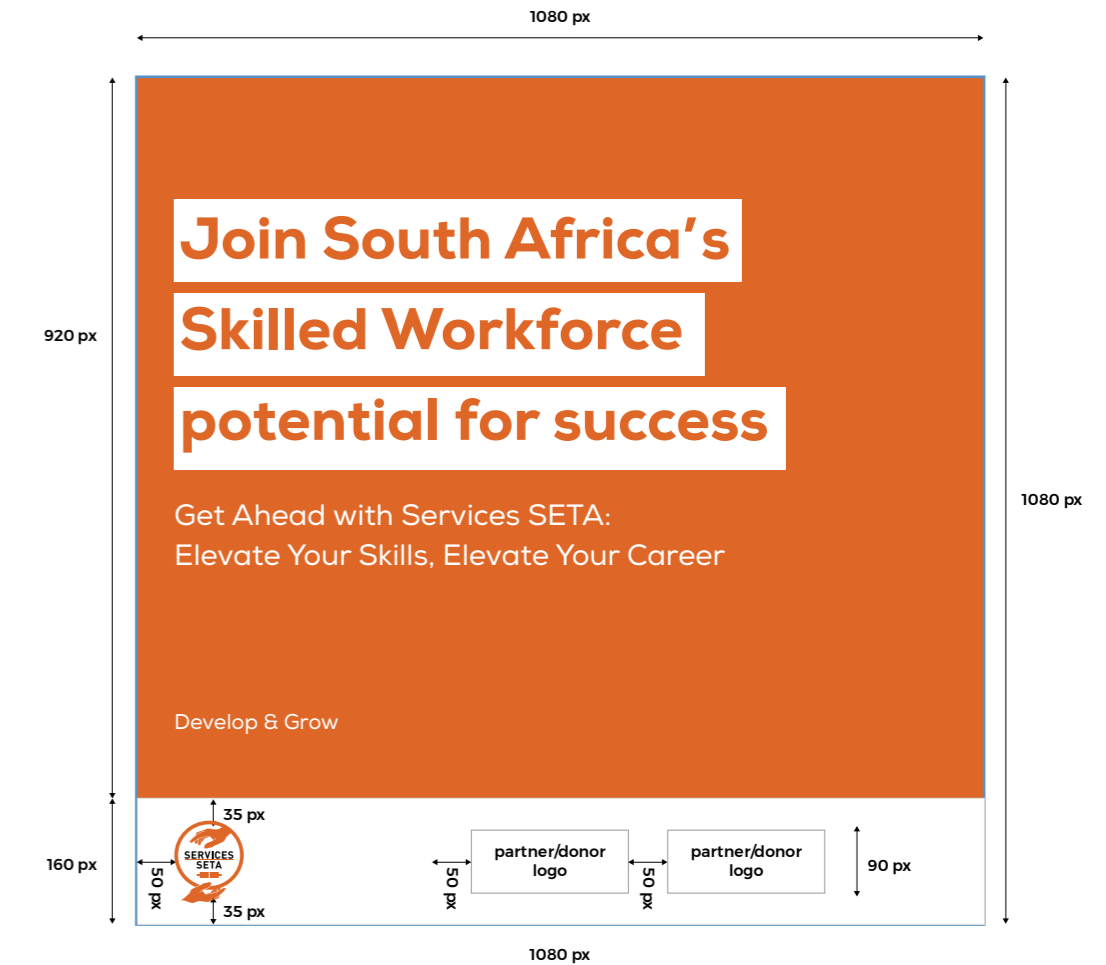 1080 px
Join South Africa’s
Skilled Workforce
potential for success
920 px
1080 px
Get Ahead with Services SETA:
Elevate Your Skills, Elevate Your Career
Develop & Grow
35 px
160 px
50 px
SERVICES
SETA
35 px
50 px
partner/donor
logo
50 px
partner/donor
logo
90 px
1080 px